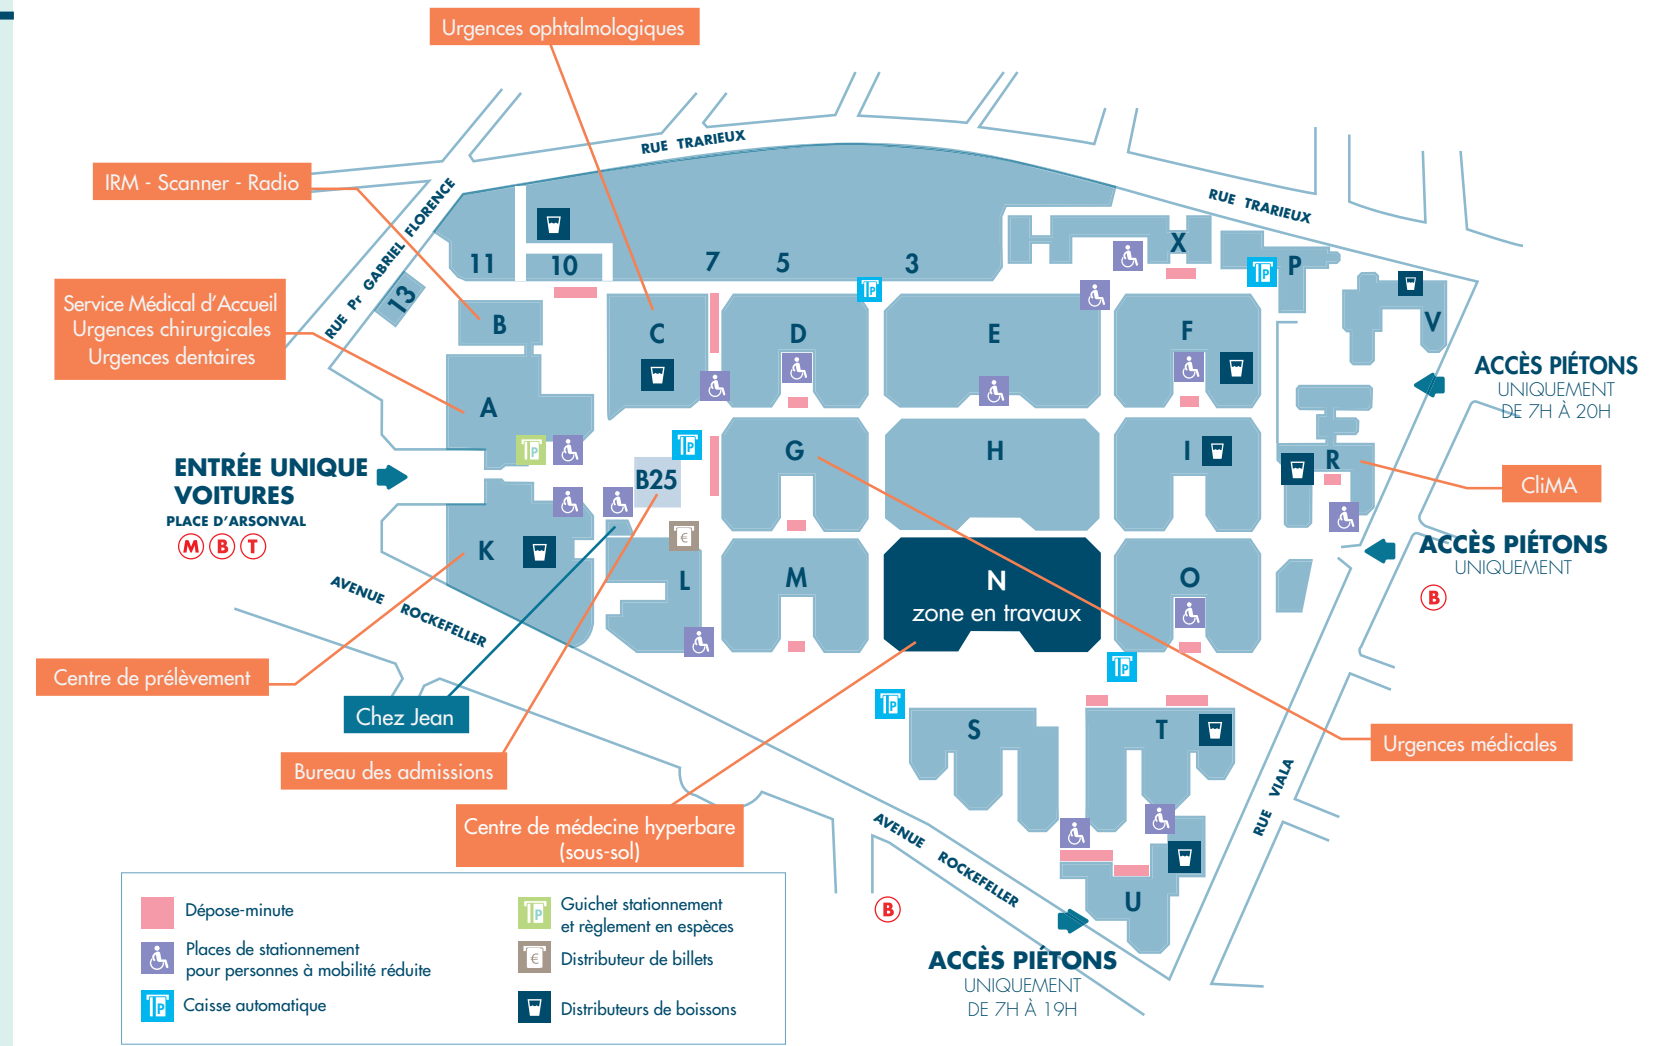 Urgences ophtalmologiques
RUE TRARIEUX
IRM - Scanner - Radio
RUE Pr GABRIEL FLORENCE
RUE TRARIEUX
11
10
7
5
3
X
P
13
Service Médical d'Accueil
Urgences chirurgicales
Urgences dentaires
B
C
D
E
F
V
ACCÈS PIÉTONS
UNIQUEMENT
DE 7H À 20H
A
ENTRÉE UNIQUE
VOITURES
PLACE D'ARSONVAL
M B T
B25
G
H
I
R
CliMA
ACCÈS PIÉTONS
UNIQUEMENT
B
K
L
M
N
zone en travaux
O
AVENUE ROCKEFELLER
Centre de prélèvement
Chez Jean
Bureau des admissions
S
T
Urgences médicales
RUE VIALA
Centre de médecine hyperbare
(sous-sol)
AVENUE ROCKEFELLER
U
B
ACCÈS PIÉTONS
UNIQUEMENT
DE 7H À 19H
Dépose-minute
Places de stationnement
pour personnes à mobilité réduite
Caisse automatique
Guichet stationnement
et règlement en espèces
Distributeur de billets
Distributeurs de boissons